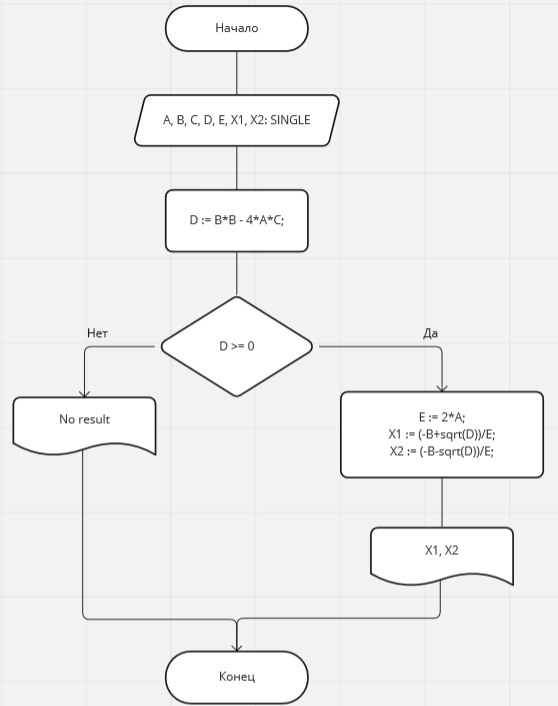 Начало
A, B, C, D, E, X1, X2: SINGLE
D := B*B - 4*A*C;
D >= 0
Нет
Да
No result
E := 2*A;
X1 := (-B+sqrt(D))/E;
X2 := (-B-sqrt(D))/E;
X1, X2
Конец